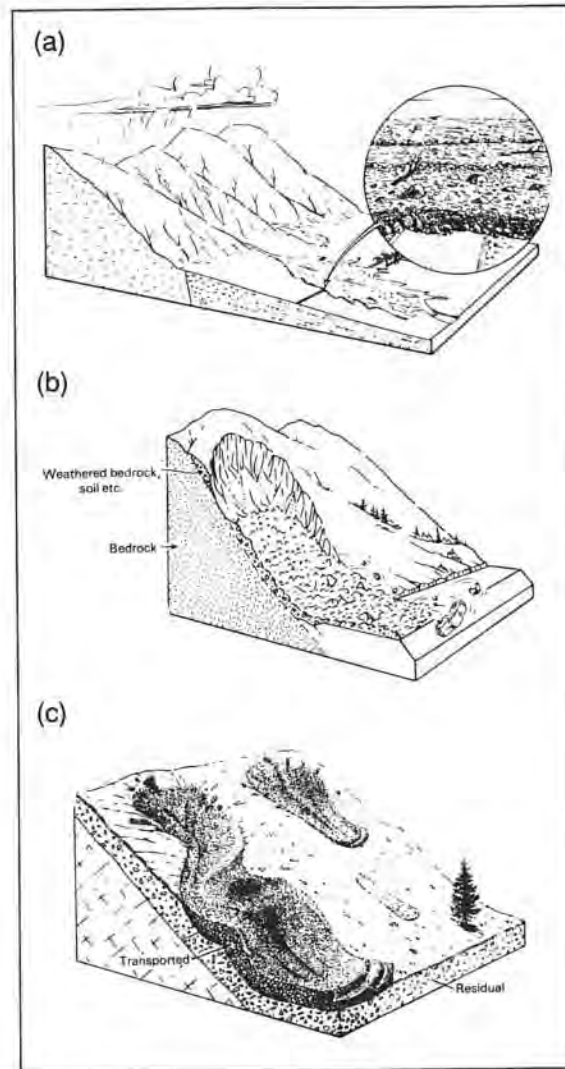 (a)
(b)
Weathered bedrock,
soil etc.
Bedrock
(c)
Transported
Residual